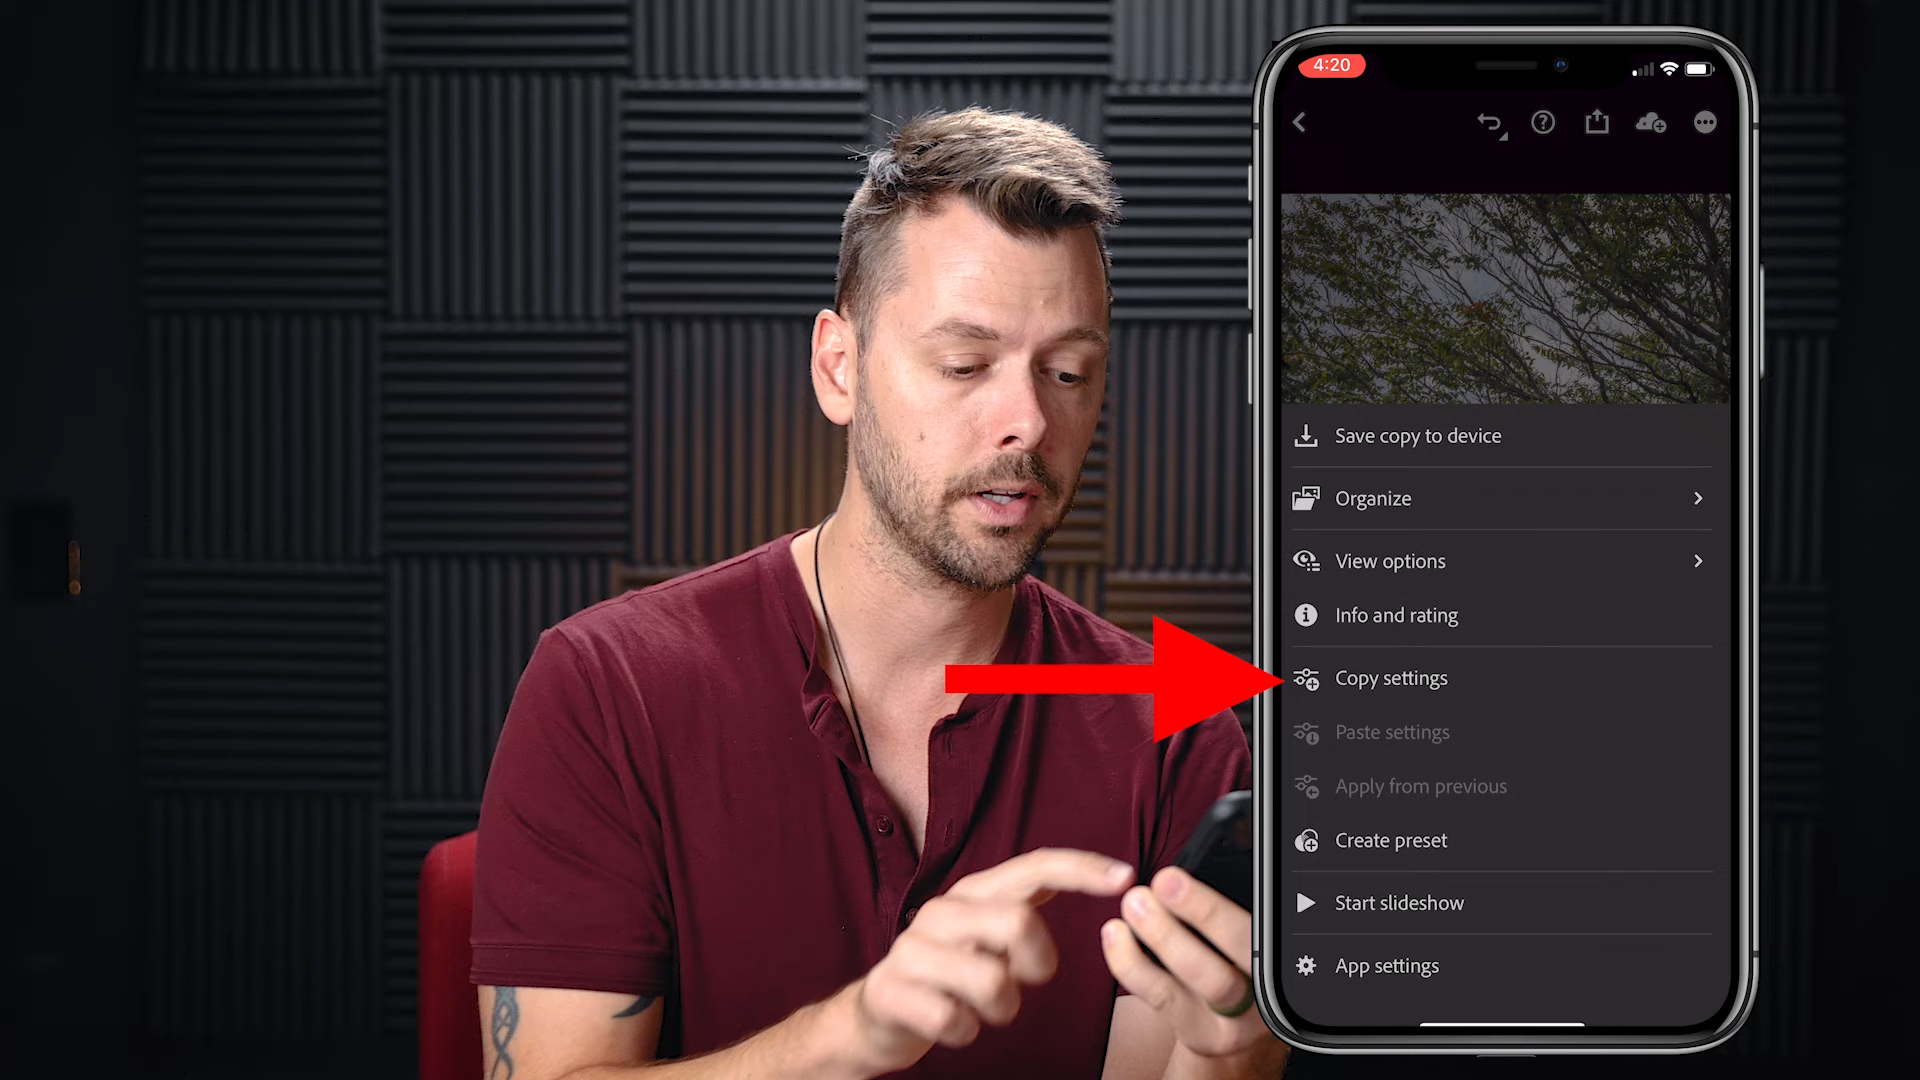 4:20
Save copy to device
Organize
View options
Info and rating
Copy settings
Paste settings
Apply from previous
Create preset
Start slideshow
App settings